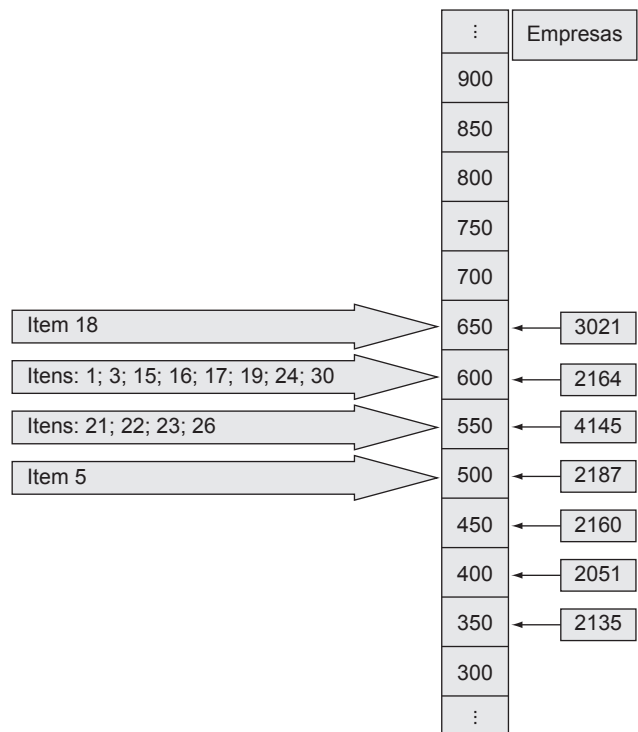 ⋮ Empresas
900
850
800
750
700
Item 18 650 3021
Itens: 1; 3; 15; 16; 17; 19; 24; 30 600 2164
Itens: 21; 22; 23; 26 550 4145
Item 5 500 2187
450 2160
400 2051
350 2135
300
⋮